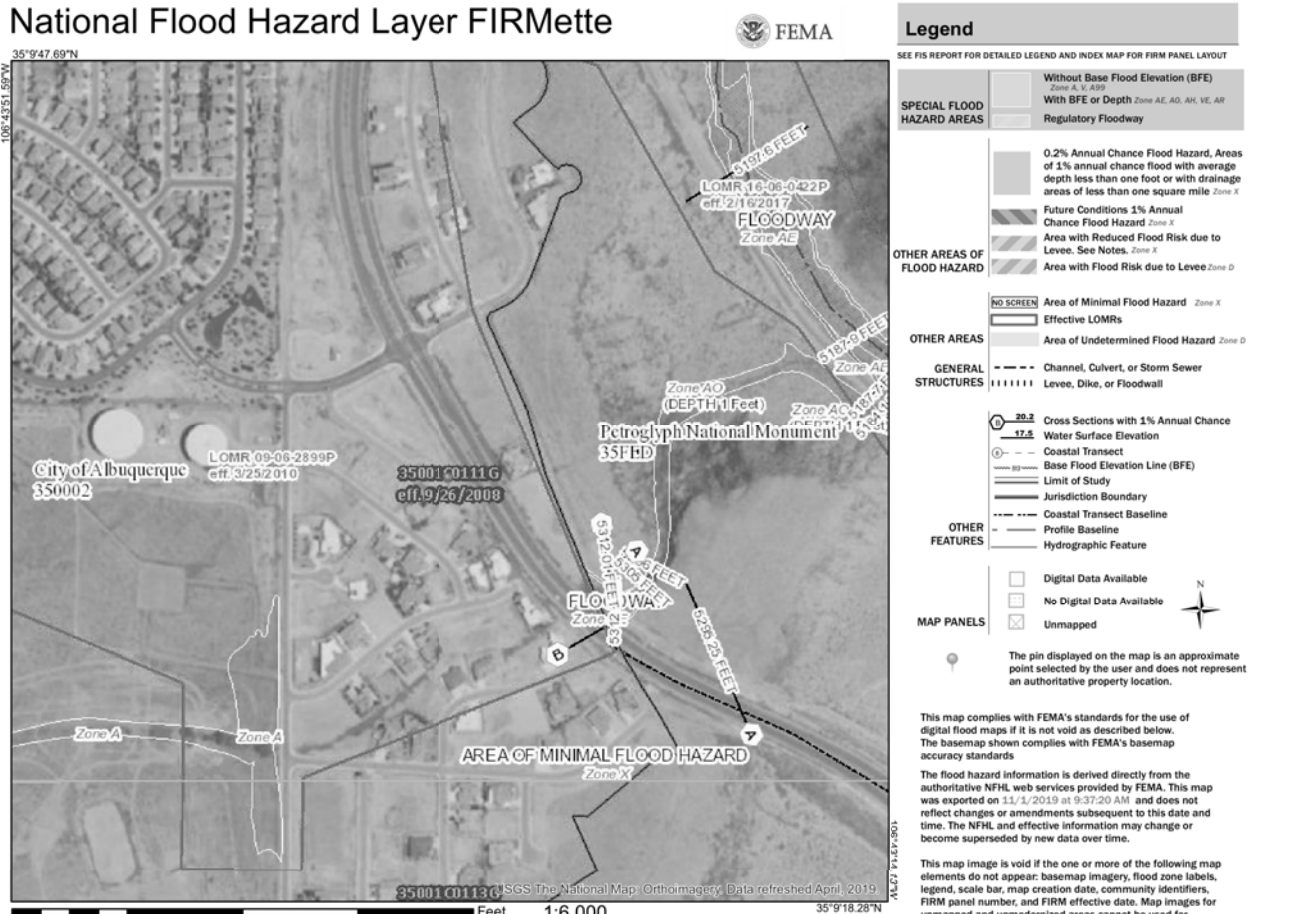 National Flood Hazard Layer FIRMette
FEMA
35°9'47.69"N
106°43'51.59"W
5197.6 FEET
LOMR 16-06-0422P
eff. 2/16/2017
FLOODWAY
Zone AE
5187.9 FEET
Zone AE
Zone AO
(DEPTH 1 Feet)
Petroglyph National Monument
35FED
City of Albuquerque
350002
LOMR 09-06-2899P
eff. 3/25/2010
35001C0111G
eff. 9/26/2008
5312.01 FEET
A
5305 FEET
FLOODWAY
Zone
B
5296.25 FEET
A
Zone A
Zone A
AREA OF MINIMAL FLOOD HAZARD
Zone X
106°43'14.13"W
35001C0113G
USGS The National Map: Orthoimagery. Data refreshed April, 2019.
Feet
1:6,000
35°9'18.28"N
Legend
SEE FIS REPORT FOR DETAILED LEGEND AND INDEX MAP FOR FIRM PANEL LAYOUT
SPECIAL FLOOD
HAZARD AREAS
Without Base Flood Elevation (BFE)
Zone A, V, A99
With BFE or Depth Zone AE, AO, AH, VE, AR
Regulatory Floodway
0.2% Annual Chance Flood Hazard, Areas
of 1% annual chance flood with average
depth less than one foot or with drainage
areas of less than one square mile Zone X
Future Conditions 1% Annual
Chance Flood Hazard Zone X
Area with Reduced Flood Risk due to
Levee. See Notes. Zone X
Area with Flood Risk due to Levee Zone D
OTHER AREAS OF
FLOOD HAZARD
NO SCREEN Area of Minimal Flood Hazard Zone X
Effective LOMRs
Area of Undetermined Flood Hazard Zone D
OTHER AREAS
GENERAL
STRUCTURES
Channel, Culvert, or Storm Sewer
Levee, Dike, or Floodwall
B 20.2 Cross Sections with 1% Annual Chance
17.5 Water Surface Elevation
Coastal Transect
Base Flood Elevation Line (BFE)
Limit of Study
Jurisdiction Boundary
Coastal Transect Baseline
Profile Baseline
Hydrographic Feature
OTHER
FEATURES
Digital Data Available
No Digital Data Available
Unmapped
MAP PANELS
N
The pin displayed on the map is an approximate
point selected by the user and does not represent
an authoritative property location.
This map complies with FEMA's standards for the use of
digital flood maps if it is not void as described below.
The basemap shown complies with FEMA's basemap
accuracy standards
The flood hazard information is derived directly from the
authoritative NFHL web services provided by FEMA. This map
was exported on 11/1/2019 at 9:37:20 AM and does not
reflect changes or amendments subsequent to this date and
time. The NFHL and effective information may change or
become superseded by new data over time.
This map image is void if the one or more of the following map
elements do not appear: basemap imagery, flood zone labels,
legend, scale bar, map creation date, community identifiers,
FIRM panel number, and FIRM effective date. Map images for